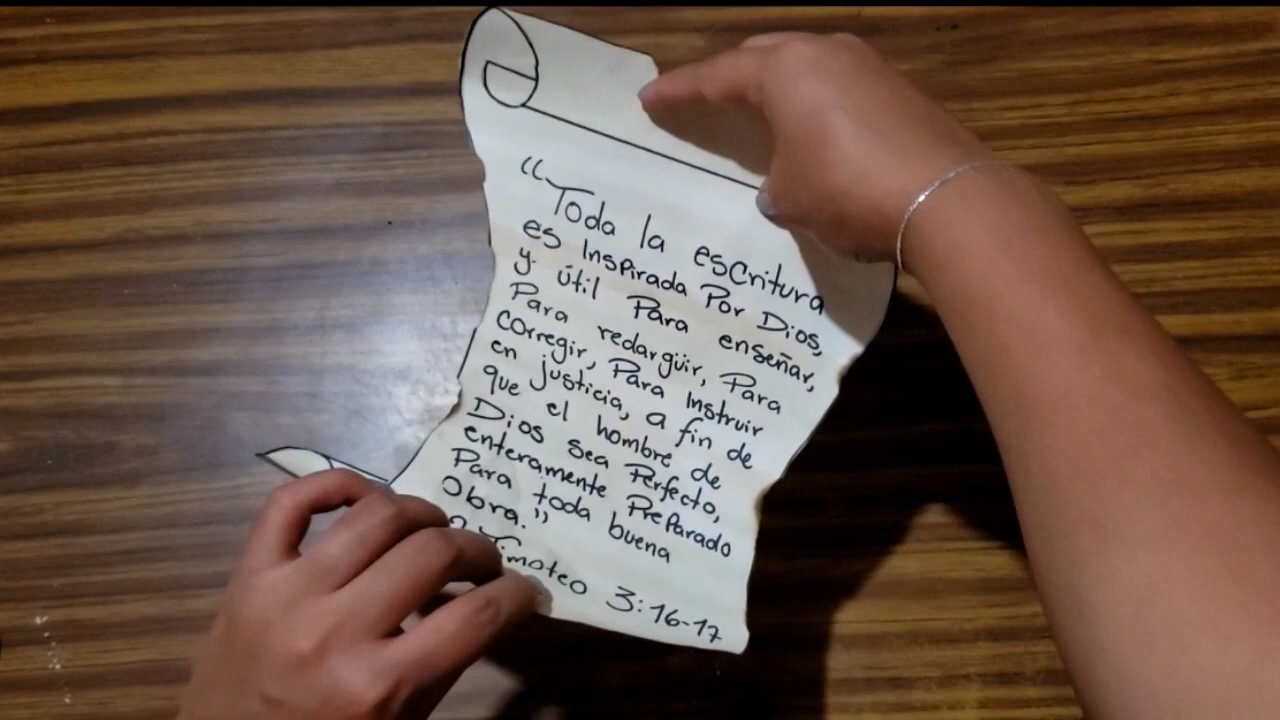 “Toda la escritura
es Inspirada Por Dios,
y útil Para enseñar,
Para redargüir, Para
corregir, Para Instruir
en justicia, a fin de
que el hombre de
Dios sea Perfecto,
enteramente Preparado
Para toda buena
Obra.”
2 Timoteo 3:16-17